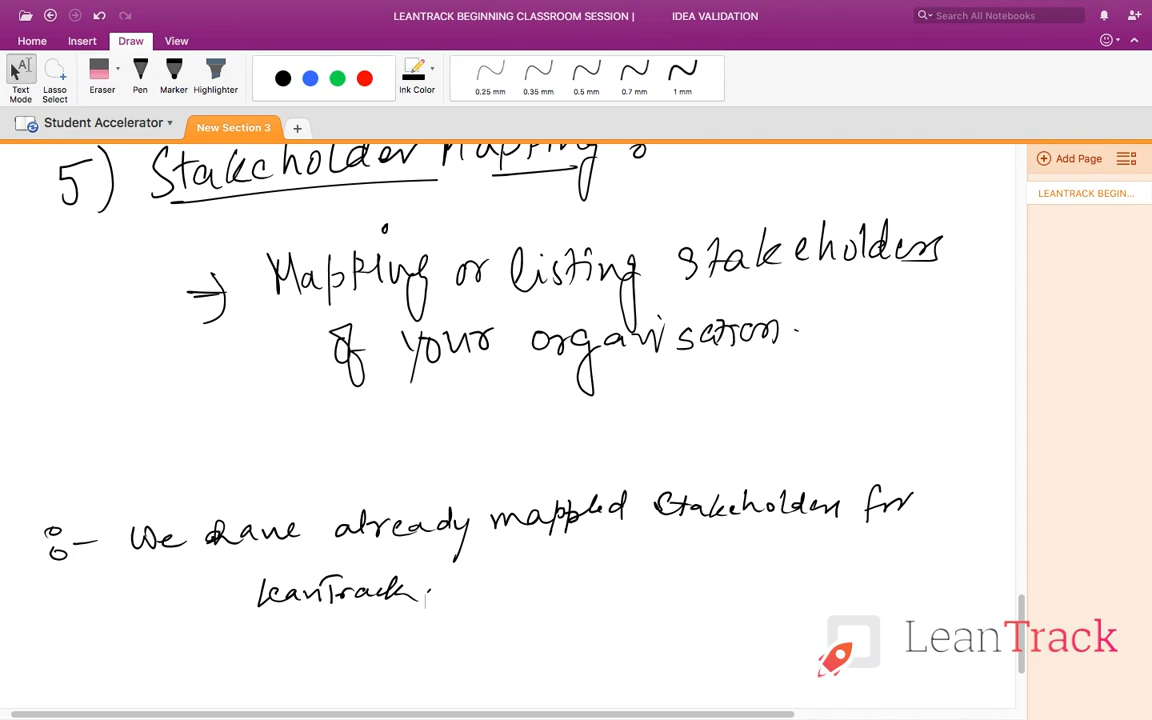 LEANTRACK BEGINNING CLASSROOM SESSION | IDEA VALIDATION
Search All Notebooks
Home Insert Draw View
Text Mode
Lasso Select
Eraser
Pen
Marker
Highlighter
Ink Color
0.25 mm 0.35 mm 0.5 mm 0.7 mm 1 mm
Student Accelerator
New Section 3
Add Page
LEANTRACK BEGIN...
5) Stakeholder Mapping :
→ Mapping or listing stakeholders
of your organisation.
:- We have already mapped stakeholders for
LeanTrack.
LeanTrack